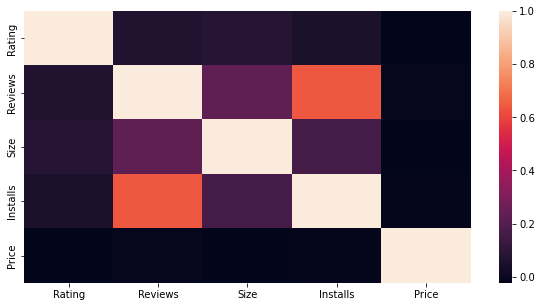 Rating
Reviews
Size
Installs
Price
Rating
Reviews
Size
Installs
Price
1.0
0.8
0.6
0.4
0.2
0.0